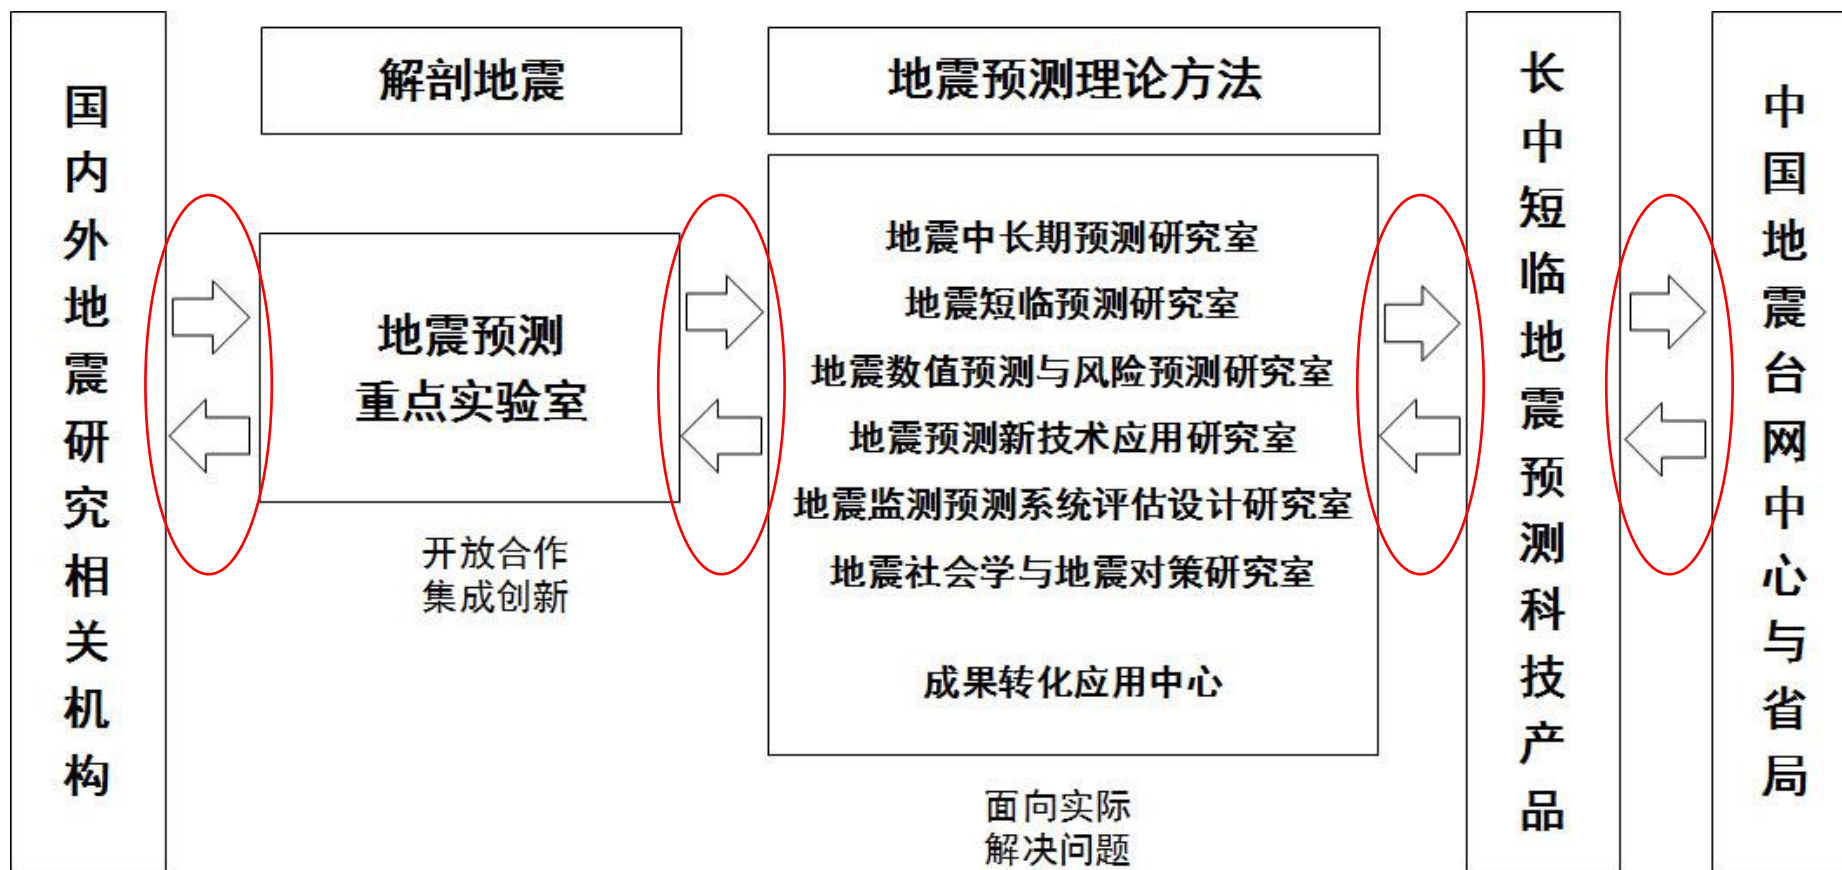 国内外地震研究相关机构
解剖地震
地震预测
重点实验室
开放合作
集成创新
地震预测理论方法
地震中长期预测研究室
地震短临预测研究室
地震数值预测与风险预测研究室
地震预测新技术应用研究室
地震监测预测系统评估设计研究室
地震社会学与地震对策研究室
成果转化应用中心
面向实际
解决问题
长中短临地震预测科技产品
中国地震台网中心与省局